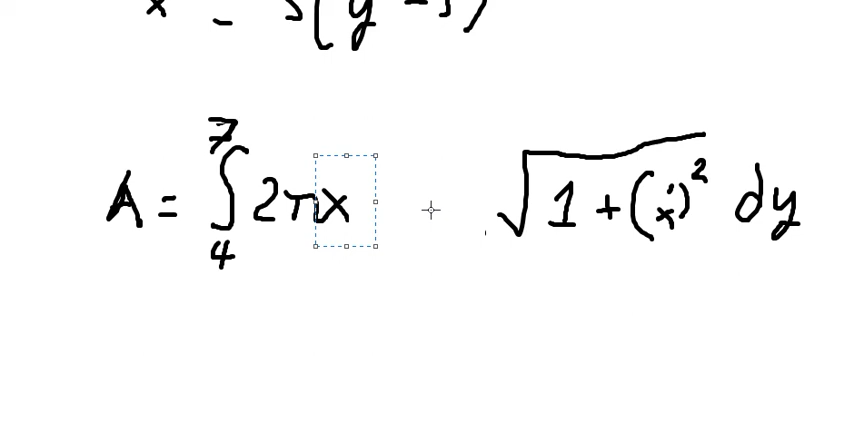 A = ∫₄⁷ 2πx √(1 + (x')²) dy